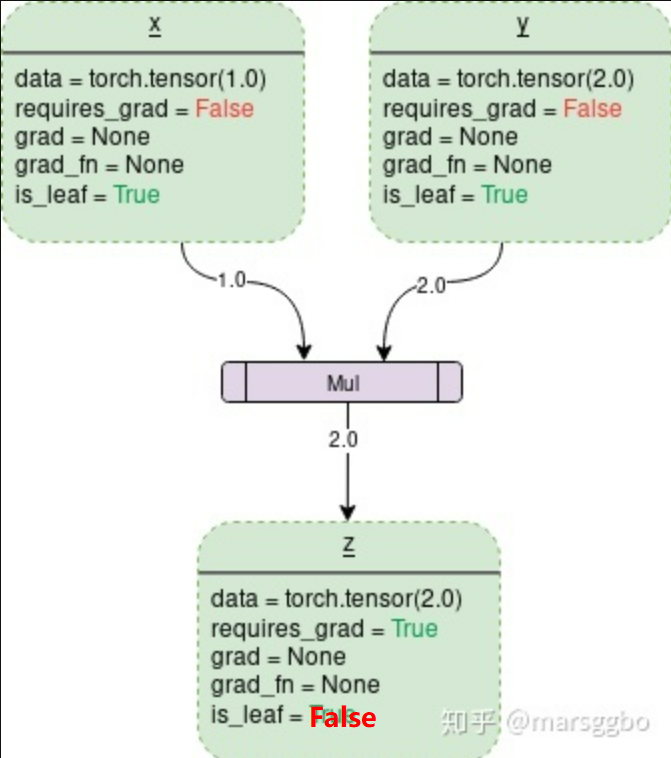 x
data = torch.tensor(1.0)
requires_grad = False
grad = None
grad_fn = None
is_leaf = True
y
data = torch.tensor(2.0)
requires_grad = False
grad = None
grad_fn = None
is_leaf = True
1.0
2.0
Mul
2.0
z
data = torch.tensor(2.0)
requires_grad = True
grad = None
grad_fn = None
is_leaf = False
知乎 @marsggbo